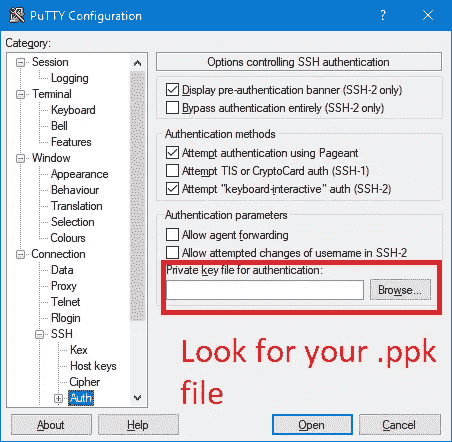 PuTTY Configuration
Category:
Session
Logging
Terminal
Keyboard
Bell
Features
Window
Appearance
Behaviour
Translation
Selection
Colours
Connection
Data
Proxy
Telnet
Rlogin
SSH
Kex
Host keys
Cipher
Auth
Options controlling SSH authentication
Display pre-authentication banner (SSH-2 only)
Bypass authentication entirely (SSH-2 only)
Authentication methods
Attempt authentication using Pageant
Attempt TIS or CryptoCard auth (SSH-1)
Attempt "keyboard-interactive" auth (SSH-2)
Authentication parameters
Allow agent forwarding
Allow attempted changes of username in SSH-2
Private key file for authentication:
Browse...
Look for your .ppk
file
About
Help
Open
Cancel